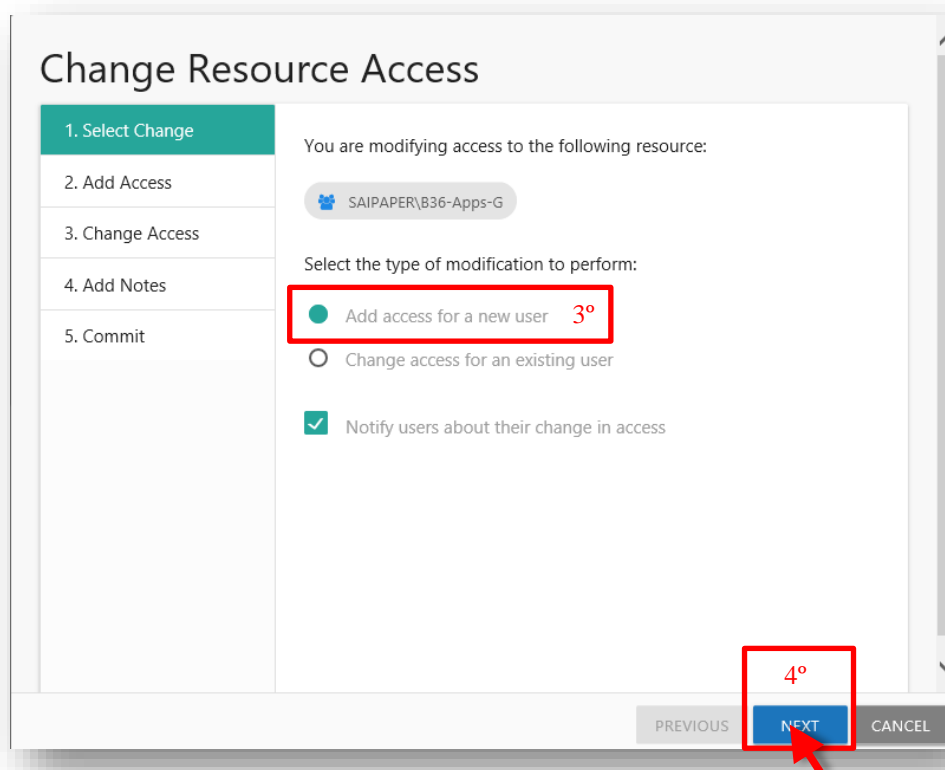 Change Resource Access
1. Select Change
2. Add Access
3. Change Access
4. Add Notes
5. Commit
You are modifying access to the following resource:
SAIPAPER\B36-Apps-G
Select the type of modification to perform:
Add access for a new user 3º
Change access for an existing user
Notify users about their change in access
4º
PREVIOUS NEXT CANCEL